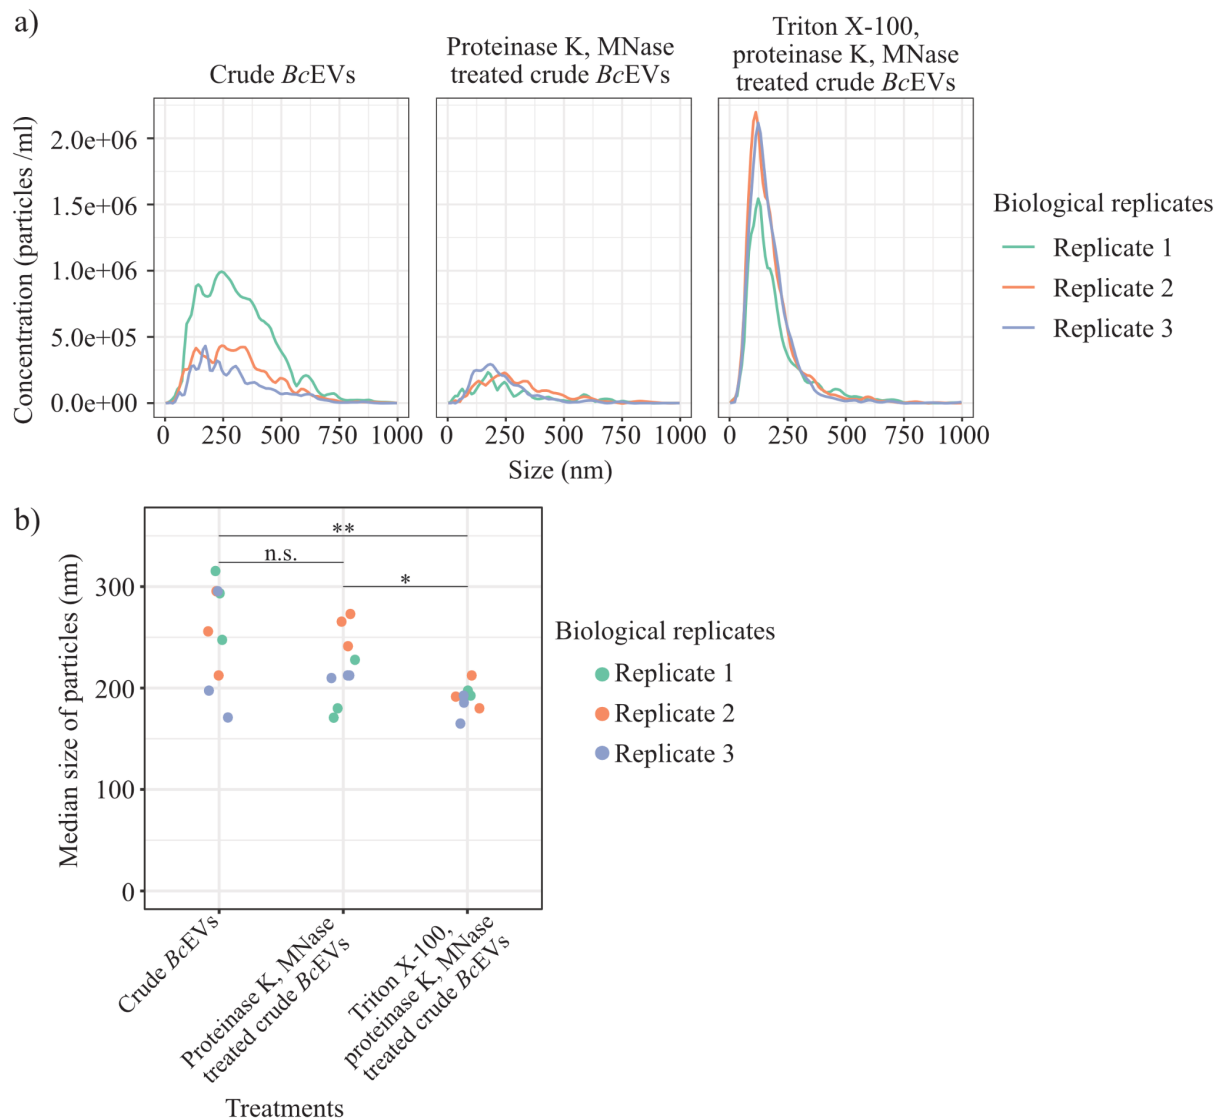 a)
Crude BcEVs
Proteinase K, MNase
treated crude BcEVs
Triton X-100,
proteinase K, MNase
treated crude BcEVs
Concentration (particles /ml)
2.0e+06
1.5e+06
1.0e+06
5.0e+05
0.0e+00
0 250 500 750 1000
0 250 500 750 1000
0 250 500 750 1000
Size (nm)
Biological replicates
Replicate 1
Replicate 2
Replicate 3
b)
Median size of particles (nm)
300
200
100
0
**
n.s.
*
Crude BcEVs
Proteinase K, MNase
treated crude BcEVs
Triton X-100,
proteinase K, MNase
treated crude BcEVs
Treatments
Biological replicates
Replicate 1
Replicate 2
Replicate 3